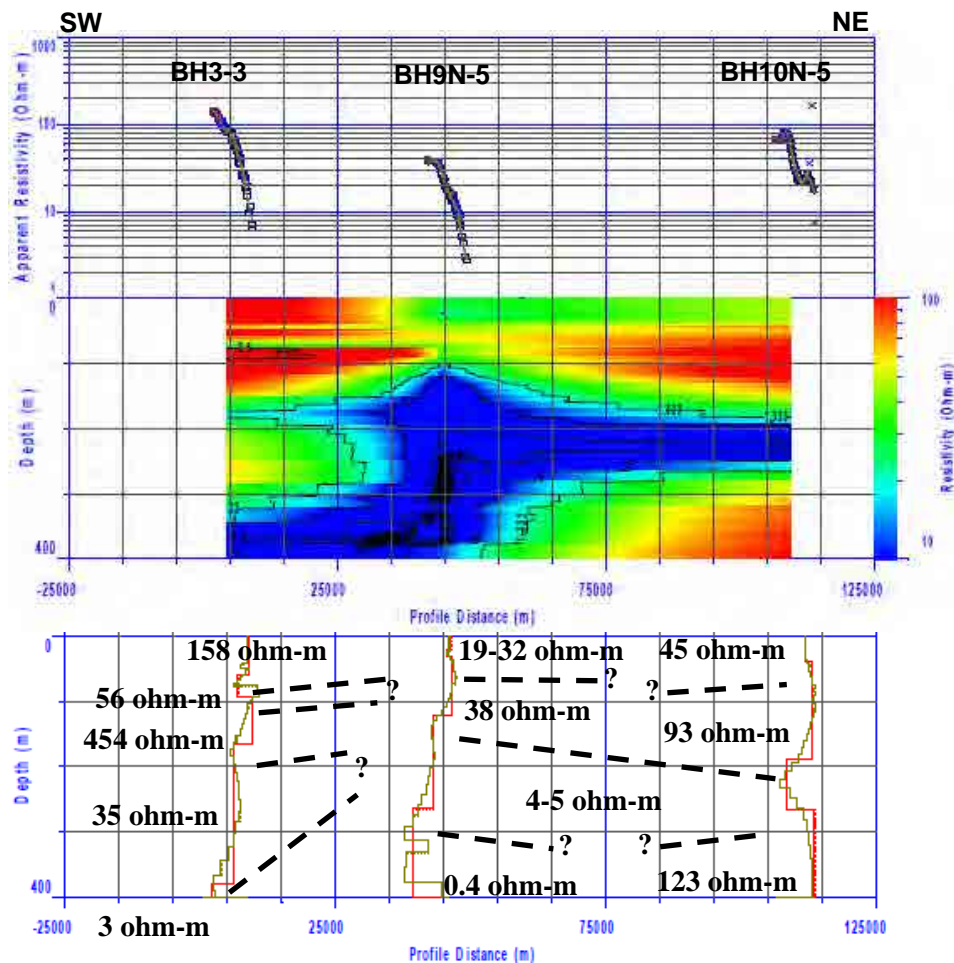 SW NE
1000
BH3-3 BH9N-5 BH10N-5
100
10
1
Apparent Resistivity (Ohm-m)
0
400
Depth (m)
100
10
Resistivity (Ohm-m)
-25000 25000 75000 125000
Profile Distance (m)
0
158 ohm-m 19-32 ohm-m 45 ohm-m
? ? ?
56 ohm-m 38 ohm-m
454 ohm-m 93 ohm-m
?
35 ohm-m 4-5 ohm-m
? ?
400
0.4 ohm-m 123 ohm-m
3 ohm-m
Depth (m)
-25000 25000 75000 125000
Profile Distance (m)